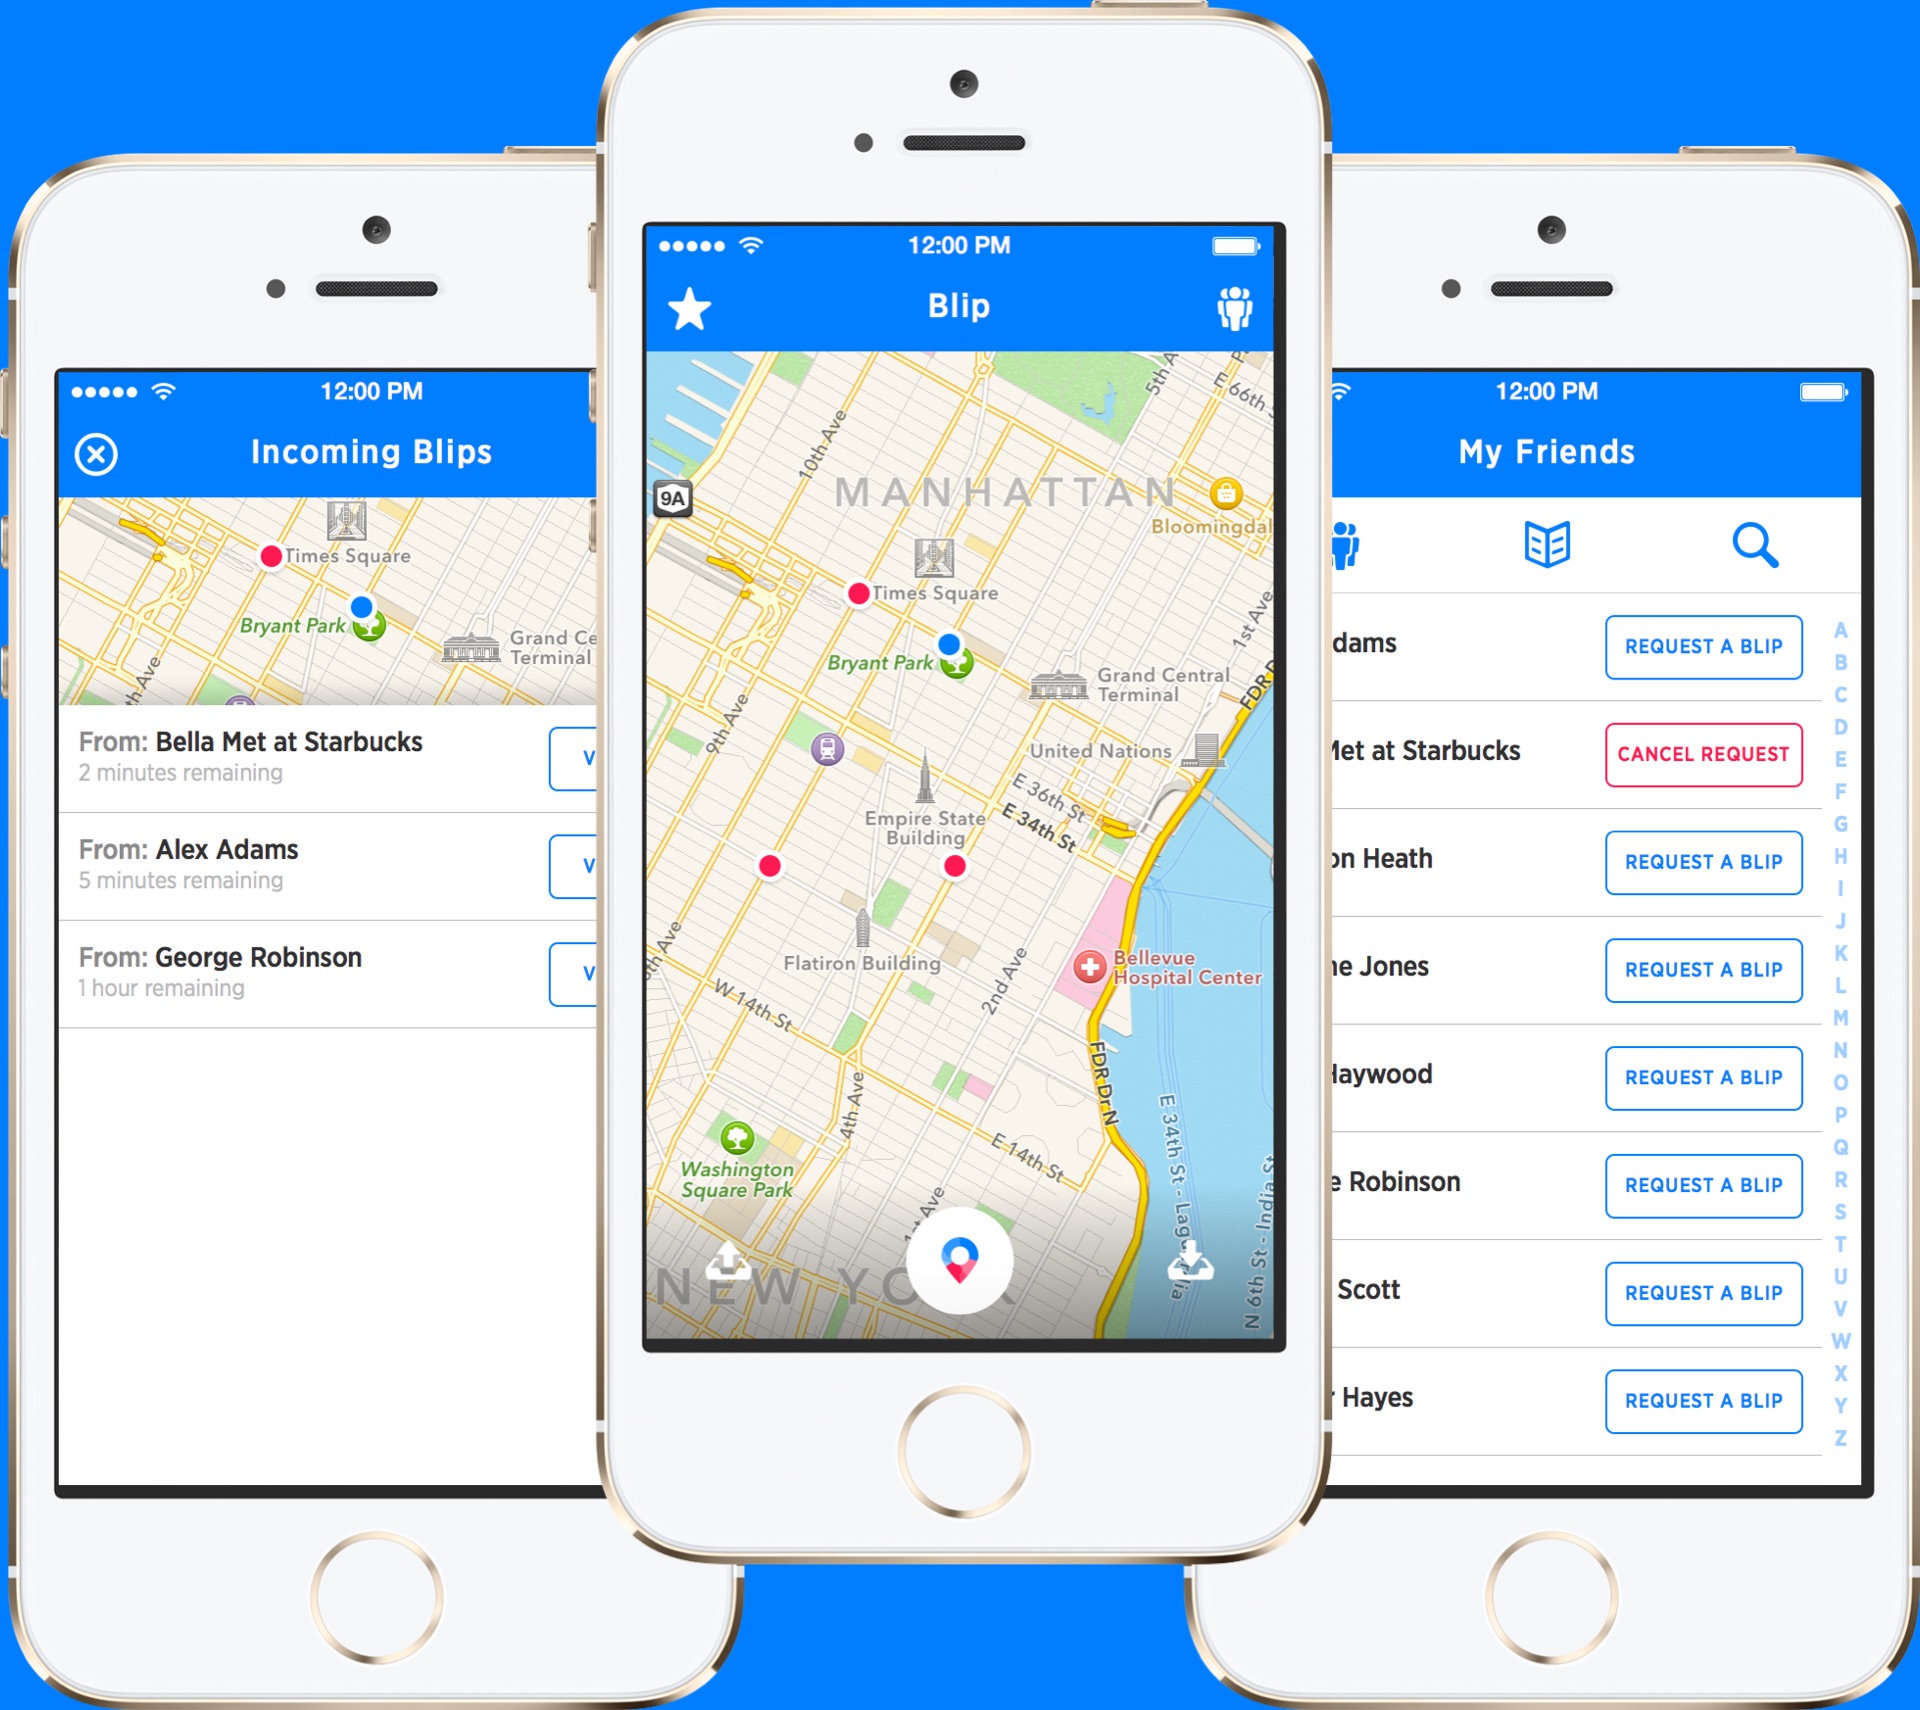 12:00 PM
Incoming Blips
Times Square
Bryant Park
Grand Ce
Terminal
th Ave
From: Bella Met at Starbucks
2 minutes remaining
V
From: Alex Adams
5 minutes remaining
V
From: George Robinson
1 hour remaining
V
12:00 PM
Blip
5th A
E 66th S
10th Ave
MANHATTAN
9A
Bloomingdal
Times Square
1st Ave
Bryant Park
Grand Central
Terminal
FDR D
9th Ave
United Nations
E 36th St
E 34th St
Empire State
Building
8th Ave
Flatiron Building
2nd Ave
Bellevue
Hospital Center
W 14th St
FDR Dr N
4th Ave
E 34th St - Laguardia
E 14th St
Washington
Square Park
1st Ave
N 6th St - India St
NEW YORK
12:00 PM
My Friends
dams
REQUEST A BLIP
Met at Starbucks
CANCEL REQUEST
on Heath
REQUEST A BLIP
ne Jones
REQUEST A BLIP
Haywood
REQUEST A BLIP
e Robinson
REQUEST A BLIP
Scott
REQUEST A BLIP
r Hayes
REQUEST A BLIP
A
B
C
D
E
F
G
H
I
J
K
L
M
N
O
P
Q
R
S
T
U
V
W
X
Y
Z